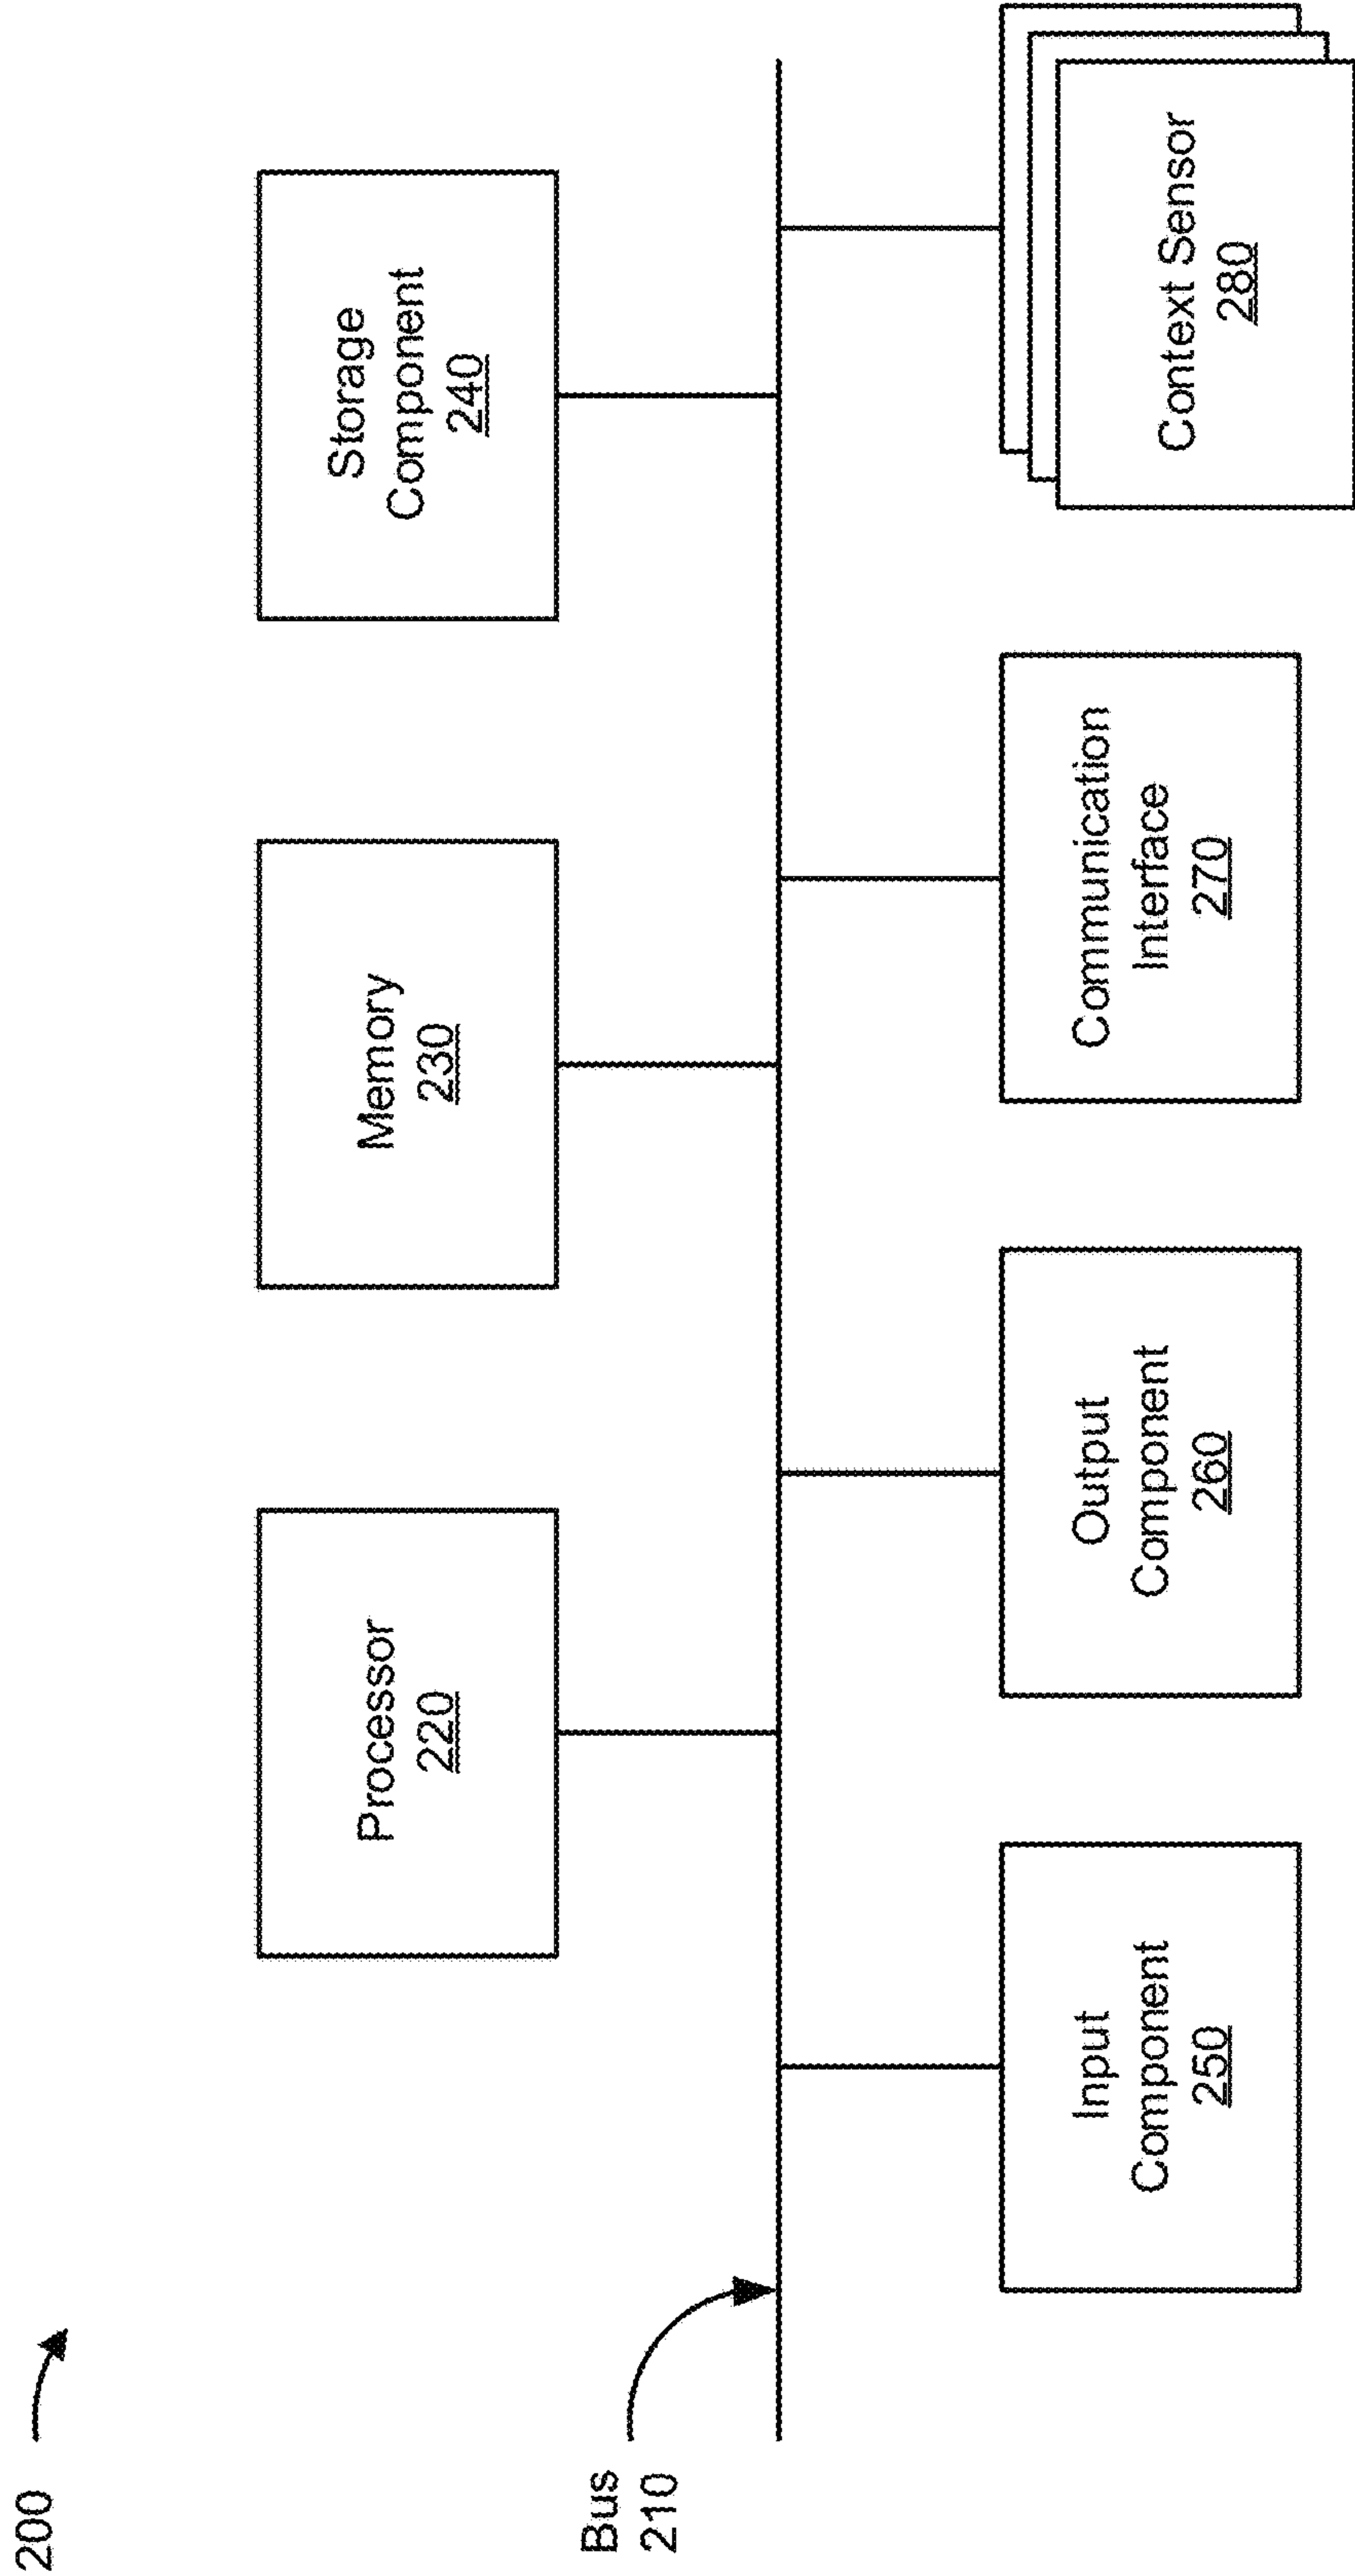 200
Processor
220
Memory
230
Storage
Component
240
Bus
210
Input
Component
250
Output
Component
260
Communication
Interface
270
Context Sensor
280